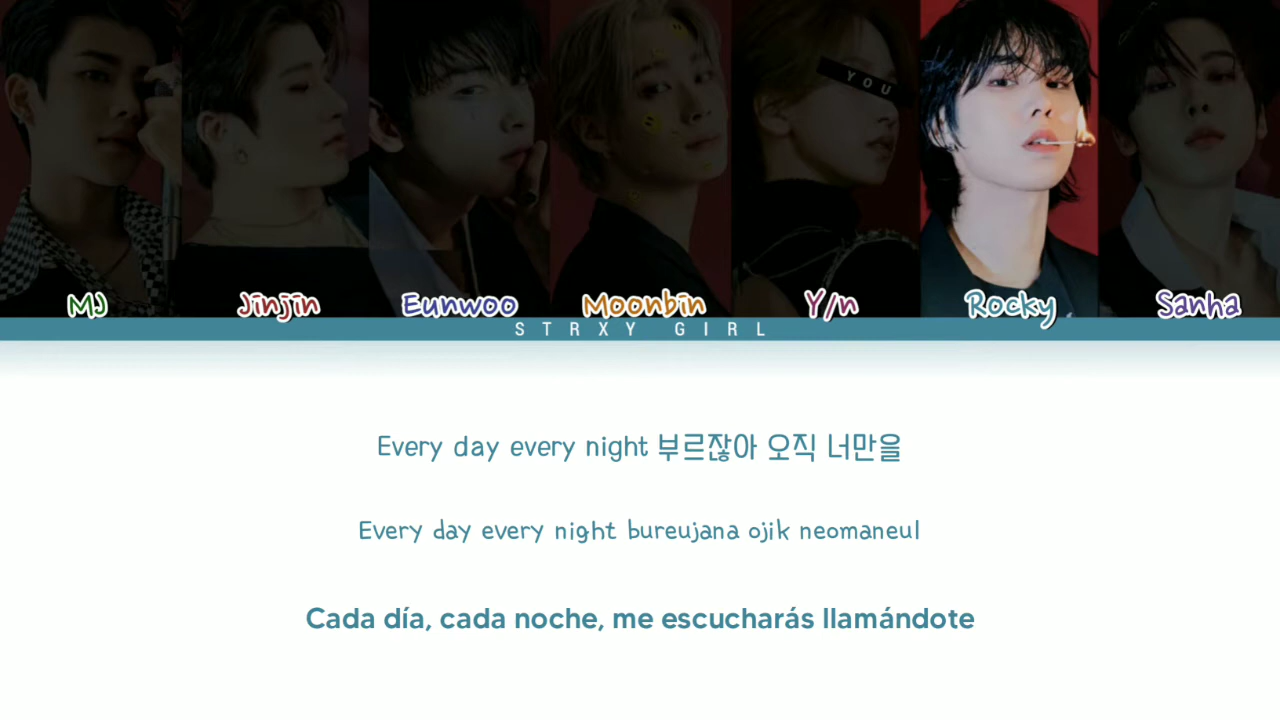 YOU
MJ Jinjin Eunwoo Moonbin Y/n Rocky Sanha
STRXY GIRL
Every day every night 부르잖아 오직 너만을
Every day every night bureujana ojik neomaneul
Cada día, cada noche, me escucharás llamándote